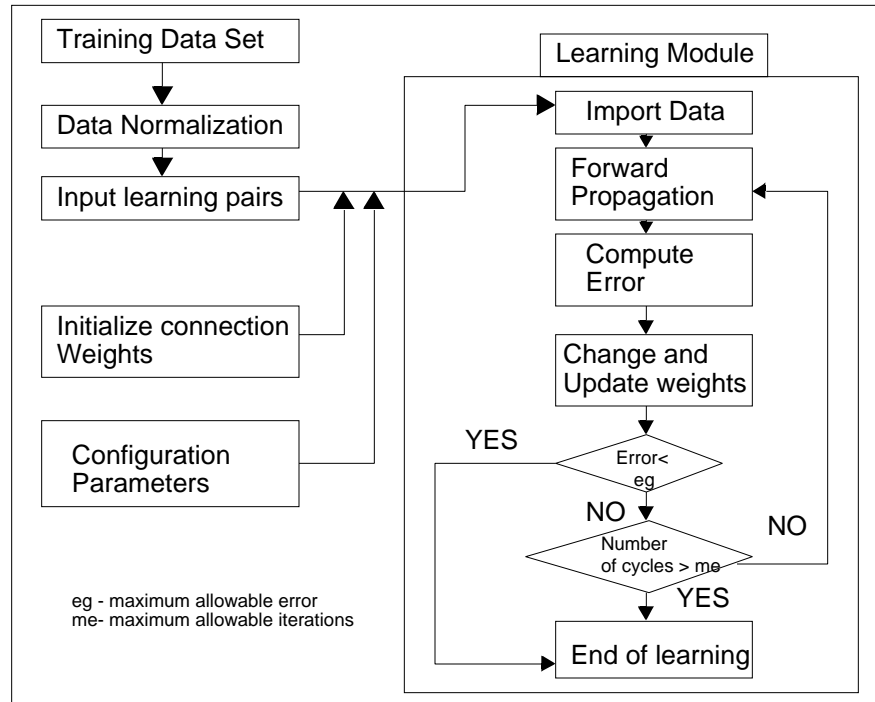 Training Data Set
Data Normalization
Input learning pairs
Initialize connection
Weights
Configuration
Parameters
eg - maximum allowable error
me- maximum allowable iterations
Learning Module
Import Data
Forward
Propagation
Compute
Error
Change and
Update weights
YES
Error<
eg
NO
NO
Number
of cycles > me
YES
End of learning